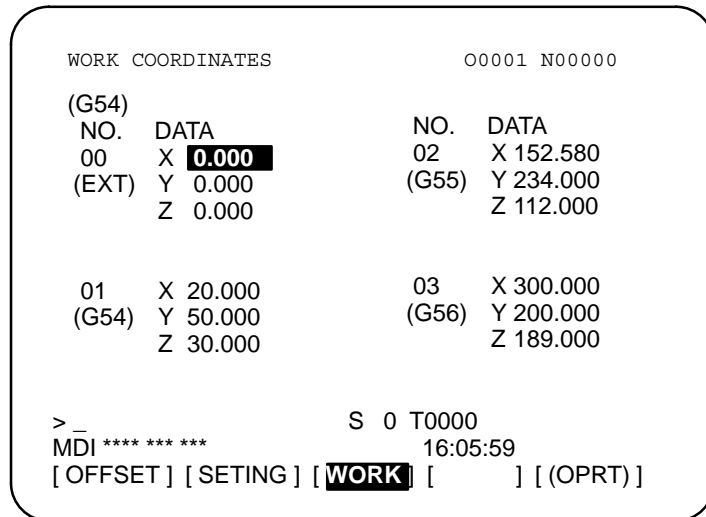 WORK COORDINATES O0001 N00000
(G54)
NO. DATA NO. DATA
00 X 0.000 02 X 152.580
(EXT) Y 0.000 (G55) Y 234.000
Z 0.000 Z 112.000
01 X 20.000 03 X 300.000
(G54) Y 50.000 (G56) Y 200.000
Z 30.000 Z 189.000
> _ S 0 T0000
MDI **** *** *** 16:05:59
[ OFFSET ] [ SETING ] [ WORK ] [ ] [ (OPRT) ]